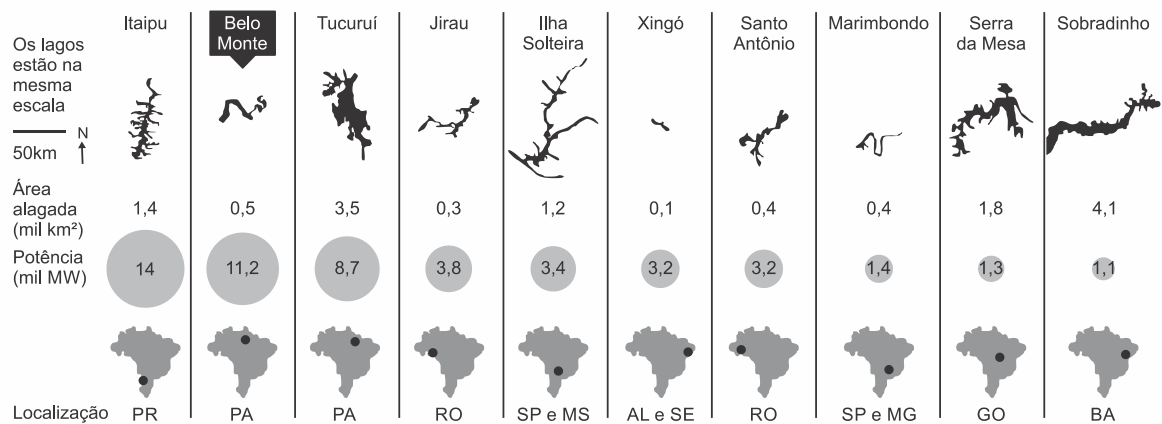 Itaipu
Belo
Monte
Tucuruí
Jirau
Ilha
Solteira
Xingó
Santo
Antônio
Marimbondo
Serra
da Mesa
Sobradinho
Os lagos
estão na
mesma
escala
N
50km
Área
alagada
(mil km²)
1,4 0,5 3,5 0,3 1,2 0,1 0,4 0,4 1,8 4,1
Potência
(mil MW)
14 11,2 8,7 3,8 3,4 3,2 3,2 1,4 1,3 1,1
Localização PR PA PA RO SP e MS AL e SE RO SP e MG GO BA